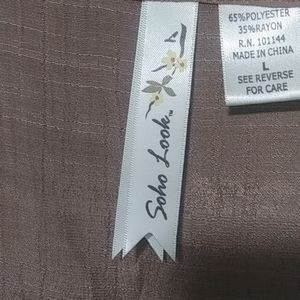 Soho Look™
L
65%POLYESTER
35%RAYON
R.N. 101144
MADE IN CHINA
L
SEE REVERSE
FOR CARE